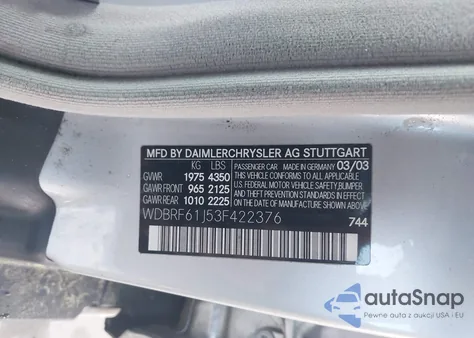 MFD BY DAIMLERCHRYSLER AG STUTTGART
KG LBS
GVWR 1975 4350
GAWR FRONT 965 2125
GAWR REAR 1010 2225
PASSENGER CAR MADE IN GERMANY 03/03
THIS VEHICLE CONFORMS TO ALL APPLICABLE
U.S. FEDERAL MOTOR VEHICLE SAFETY, BUMPER
AND THEFT PREVENTION STANDARDS IN EFFECT
ON THE DATE OF MANUFACTURE SHOWN ABOVE
WDBRF61J53F422376
744
autoSnap
Pewne auta z aukcji USA i EU